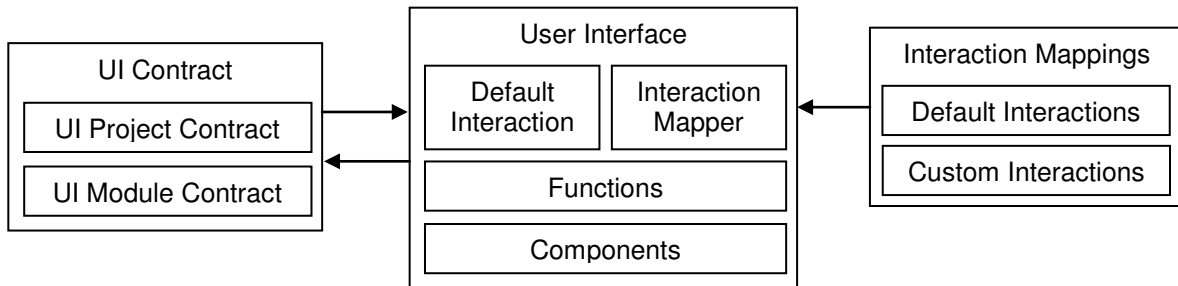 UI Contract
UI Project Contract
UI Module Contract
User Interface
Default
Interaction
Interaction
Mapper
Functions
Components
Interaction Mappings
Default Interactions
Custom Interactions